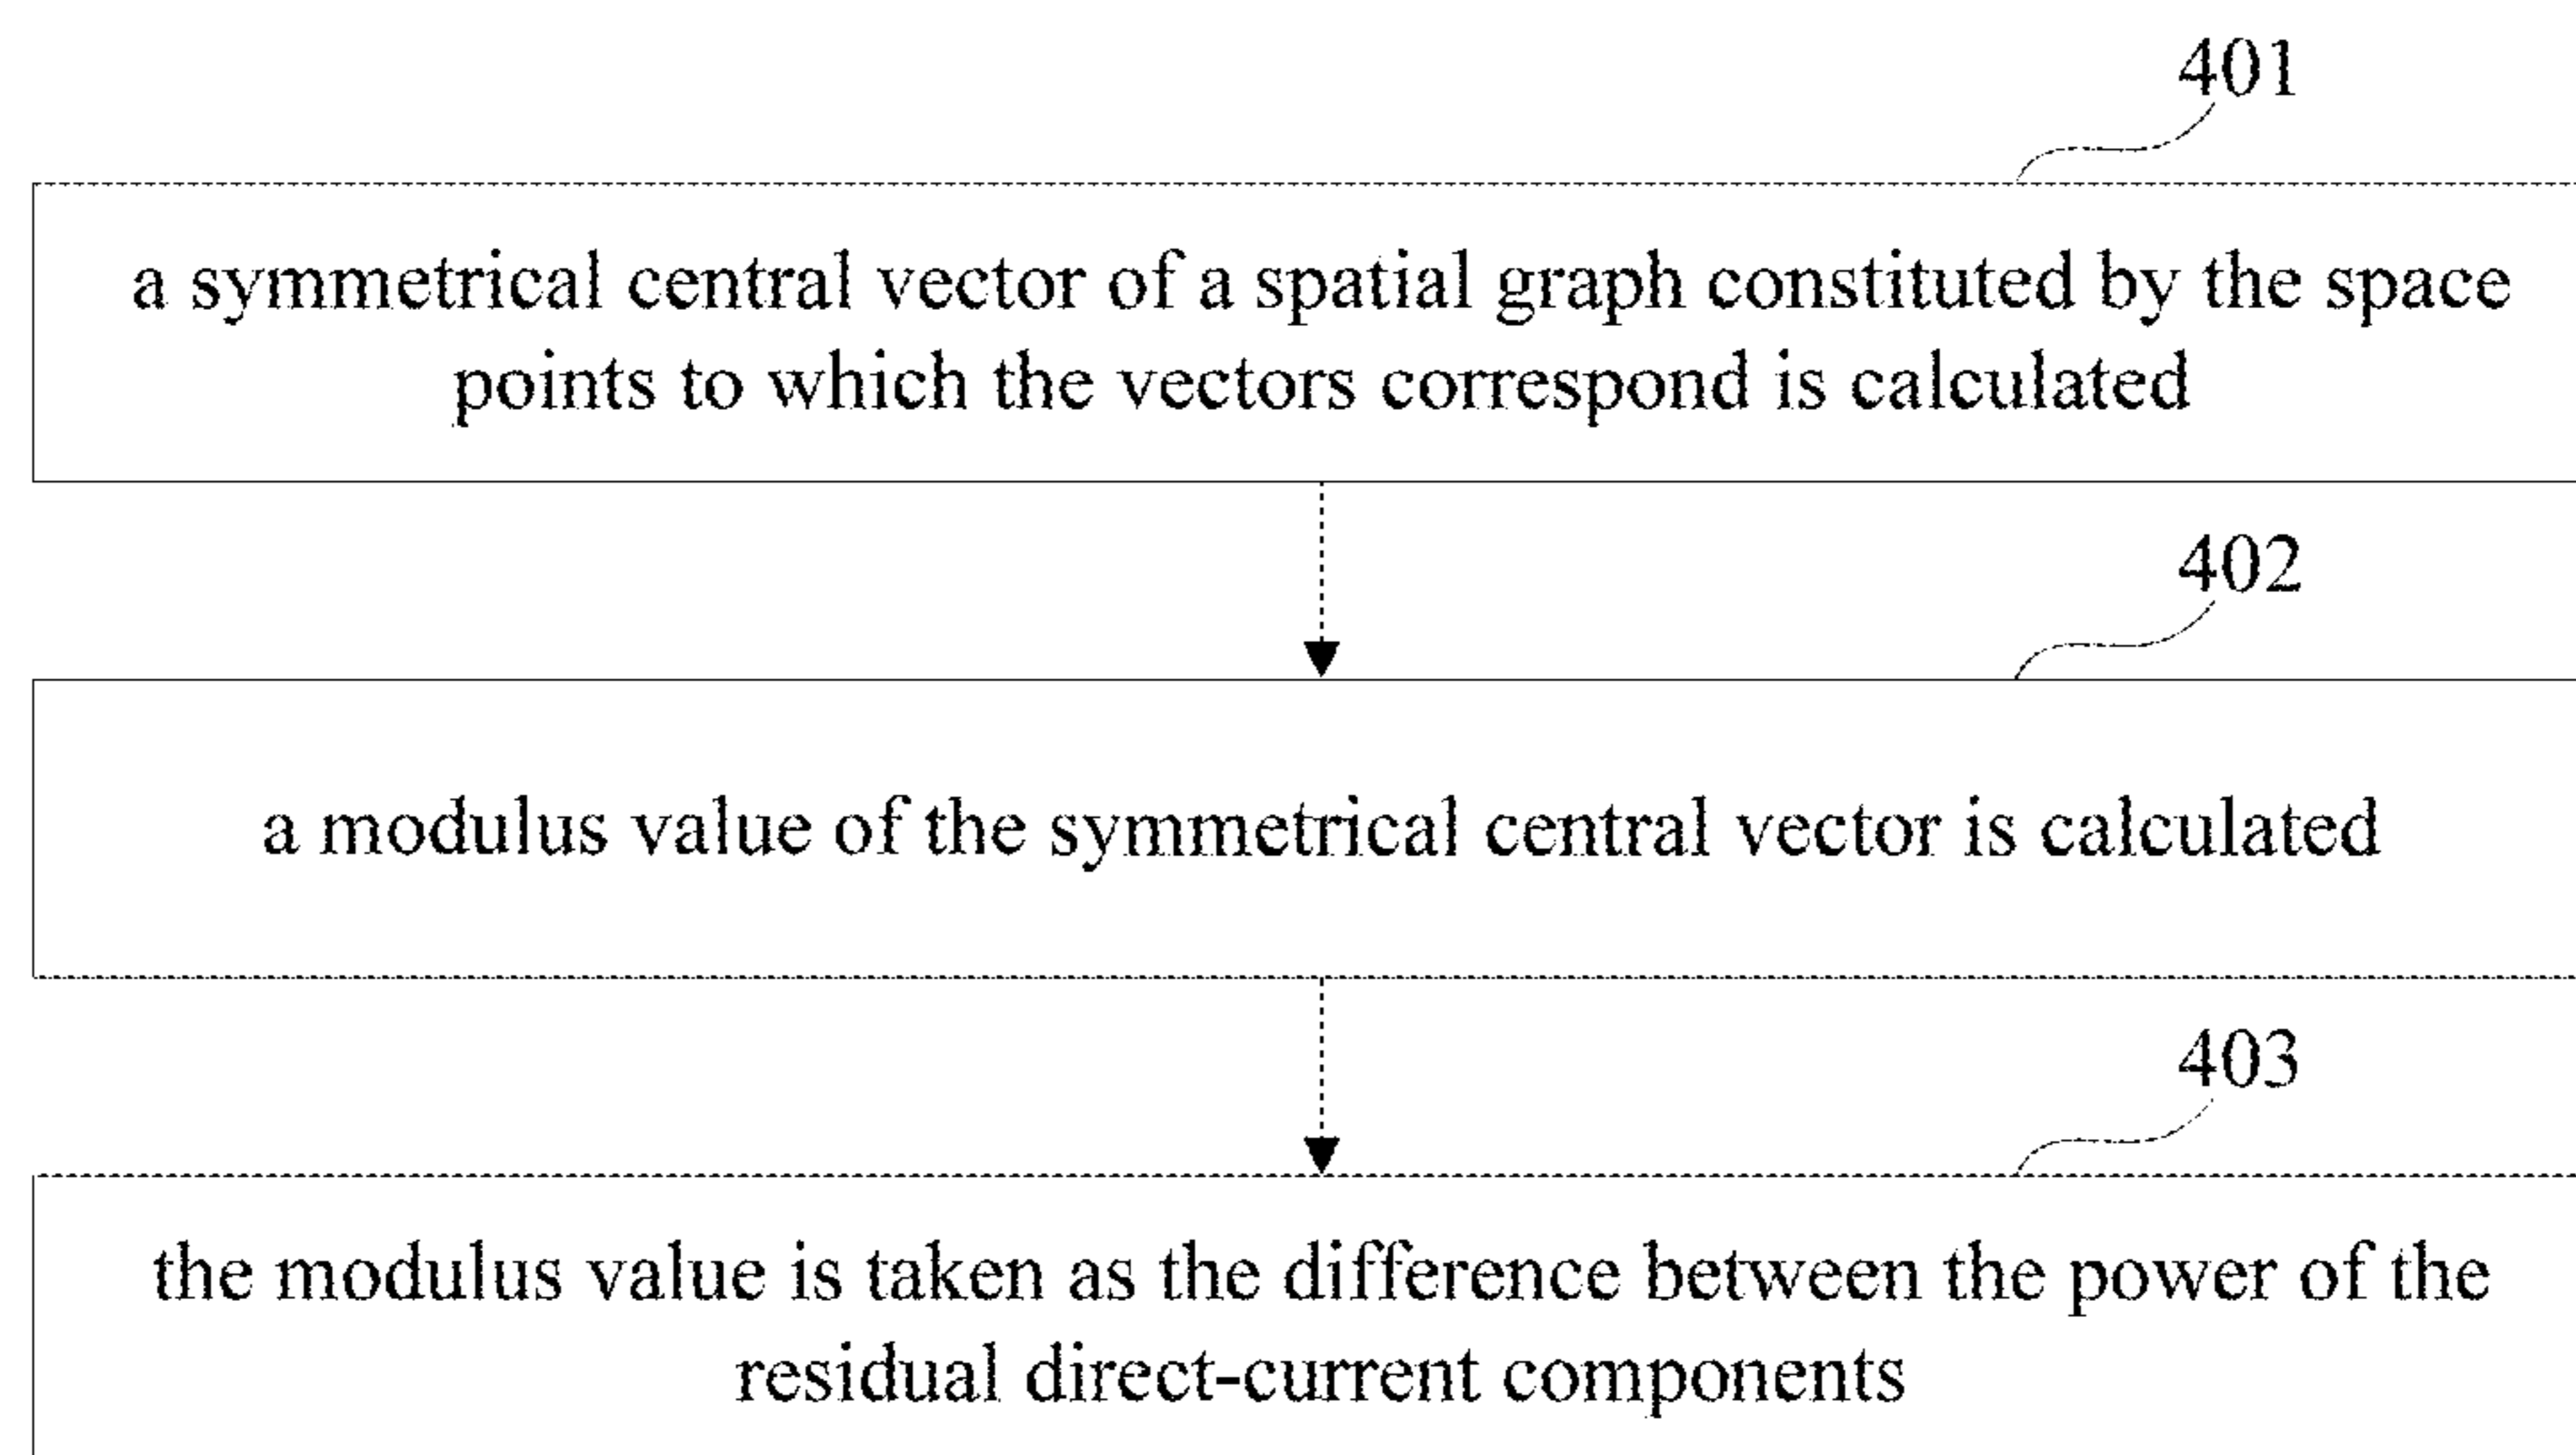 401
a symmetrical central vector of a spatial graph constituted by the space
points to which the vectors correspond is calculated
402
a modulus value of the symmetrical central vector is calculated
403
the modulus value is taken as the difference between the power of the
residual direct-current components